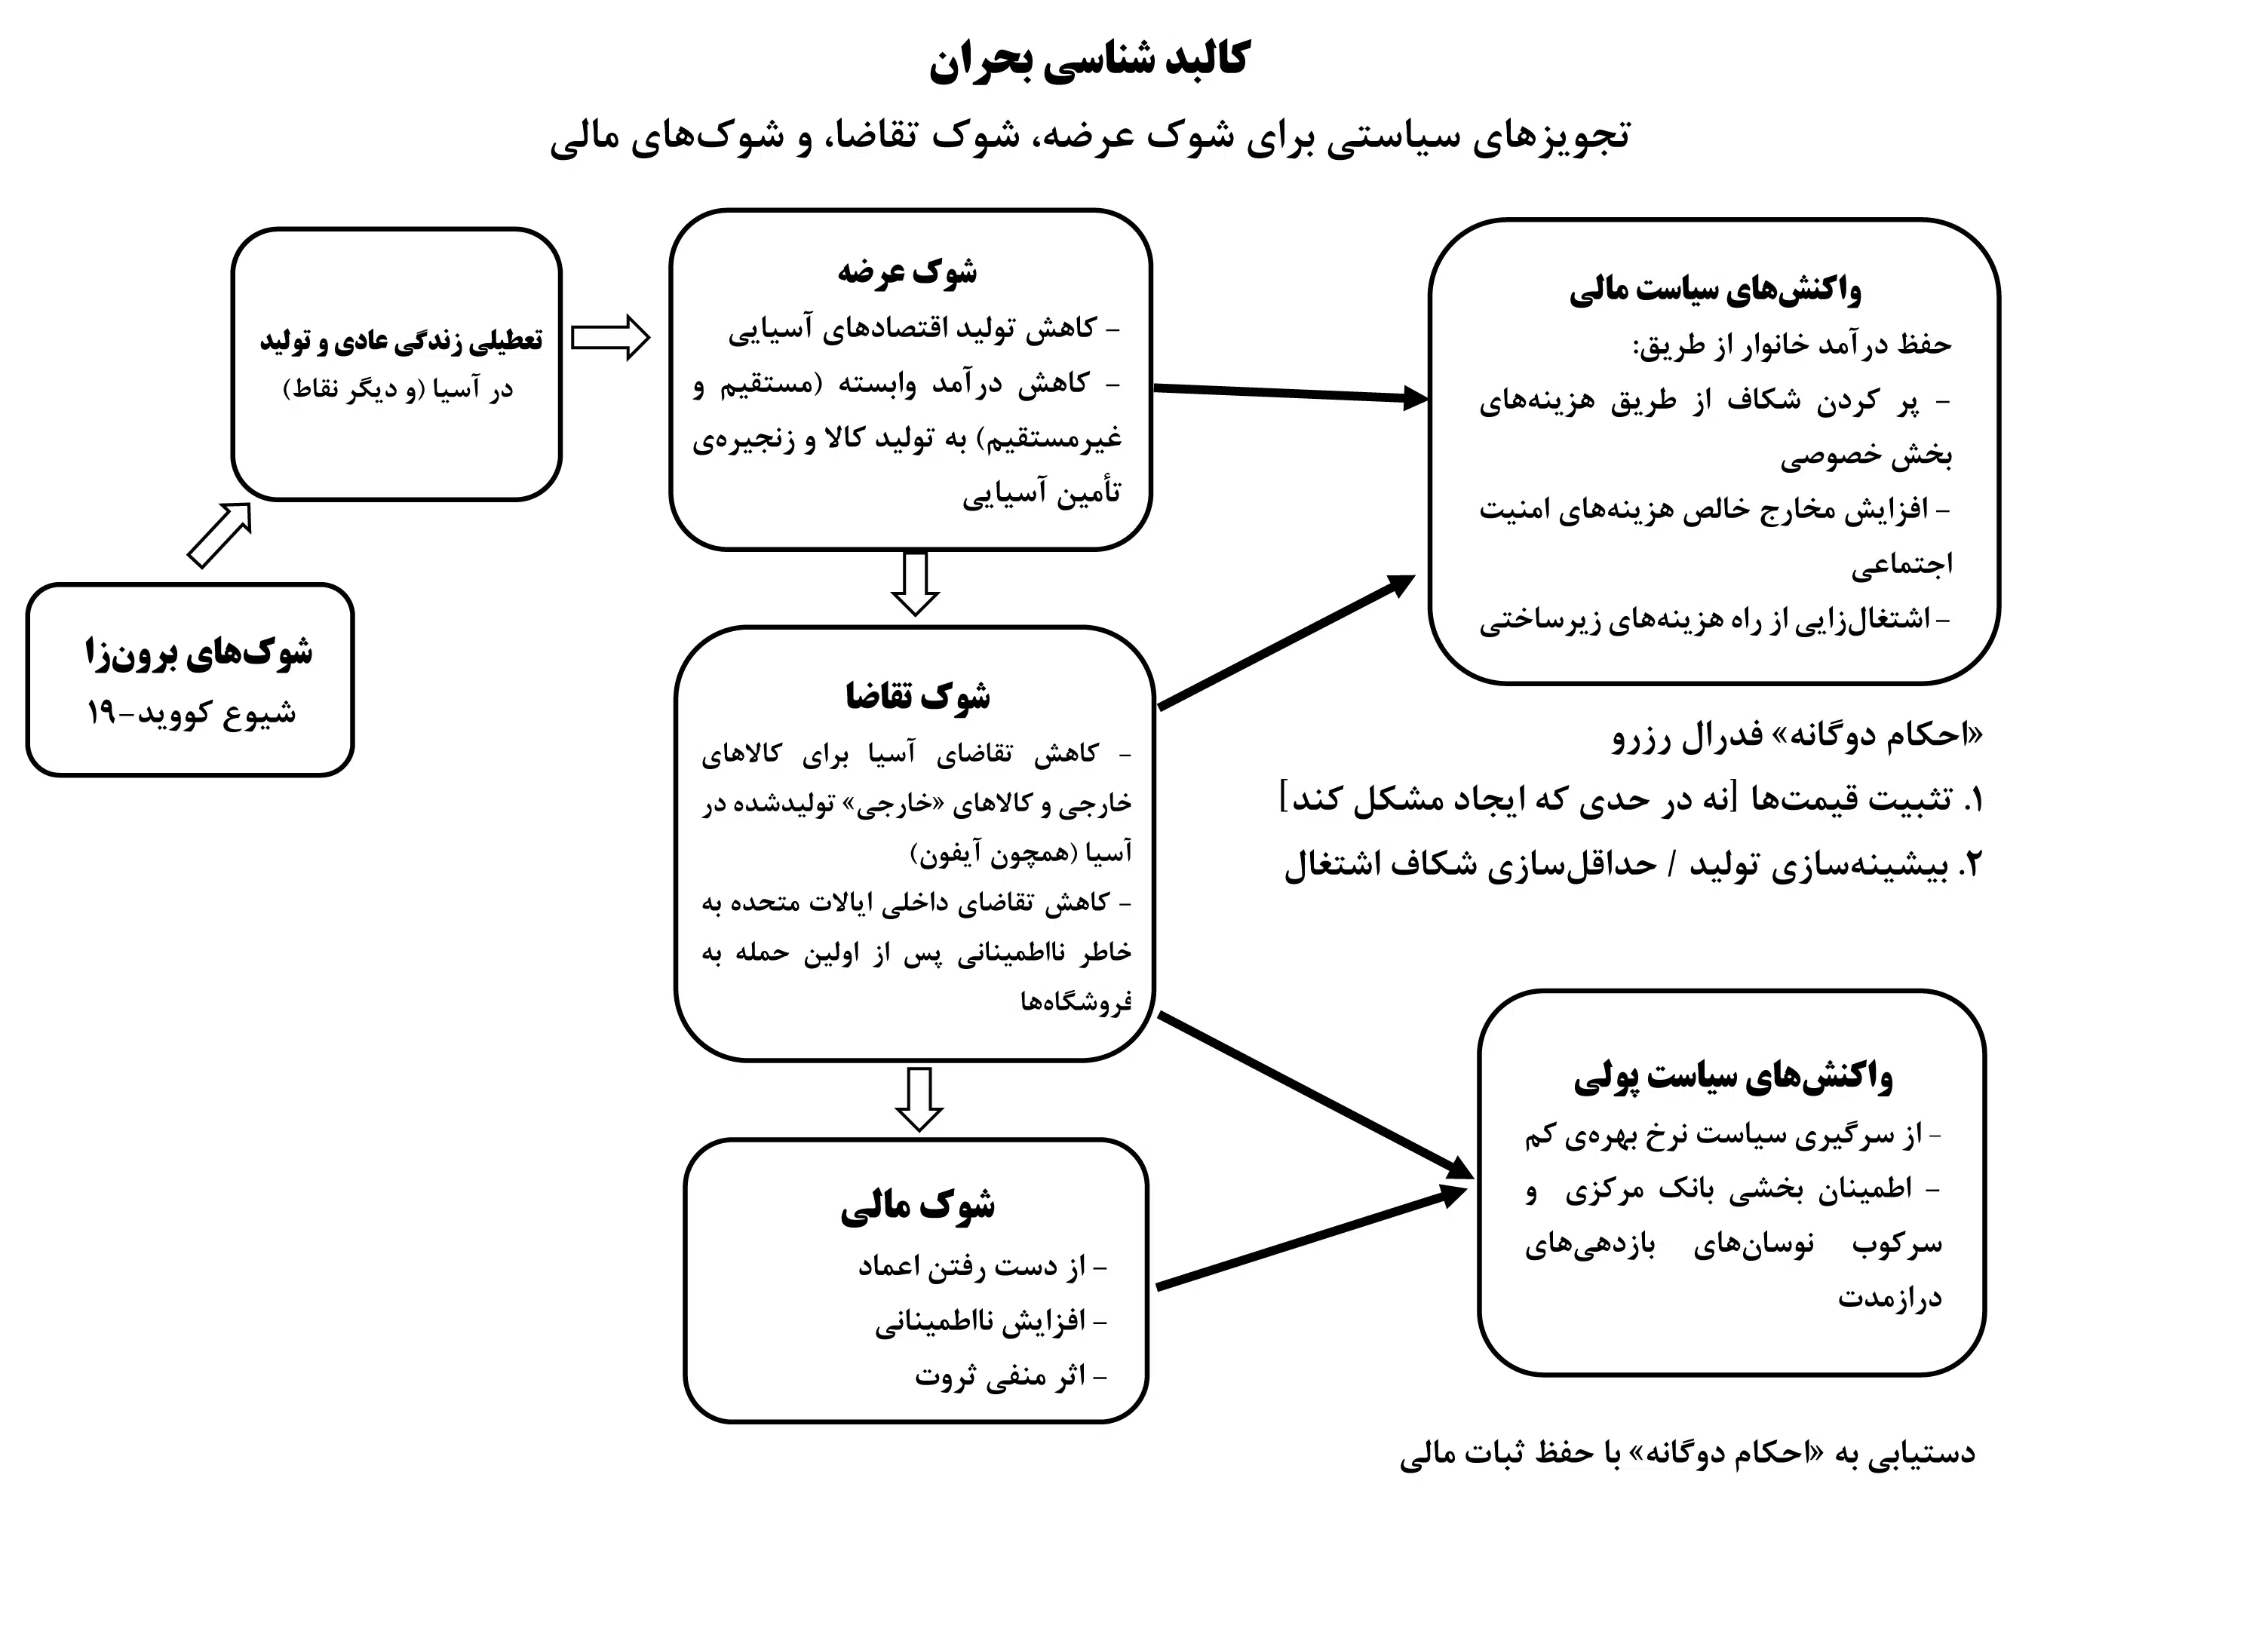 کالبد شناسی بحران
تجویزهای سیاستی برای شوک عرضه، شوک تقاضا، و شوک‌های مالی
شوک‌های برون‌زا
شیوع کووید-۱۹
تعطیلی زندگی عادی و تولید
در آسیا (و دیگر نقاط)
شوک عرضه
- کاهش تولید اقتصادهای آسیایی
- کاهش درآمد وابسته (مستقیم و
غیرمستقیم) به تولید کالا و زنجیره‌ی
تأمین آسیایی
شوک تقاضا
- کاهش تقاضای آسیا برای کالاهای
خارجی و کالاهای «خارجی» تولیدشده در
آسیا (همچون آیفون)
- کاهش تقاضای داخلی ایالات متحده به
خاطر نااطمینانی پس از اولین حمله به
فروشگاه‌ها
شوک مالی
- از دست رفتن اعماد
- افزایش نااطمینانی
- اثر منفی ثروت
واکنش‌های سیاست مالی
حفظ درآمد خانوار از طریق:
- پر کردن شکاف از طریق هزینه‌های
بخش خصوصی
- افزایش مخارج خالص هزینه‌های امنیت
اجتماعی
- اشتغال‌زایی از راه هزینه‌های زیرساختی
«احکام دوگانه» فدرال رزرو
۱. تثبیت قیمت‌ها [نه در حدی که ایجاد مشکل کند]
۲. بیشینه‌سازی تولید / حداقل‌سازی شکاف اشتغال
واکنش‌های سیاست پولی
- از سرگیری سیاست نرخ بهره‌ی کم
- اطمینان بخشی بانک مرکزی و
سرکوب نوسان‌های بازدهی‌های
درازمدت
دستیابی به «احکام دوگانه» با حفظ ثبات مالی